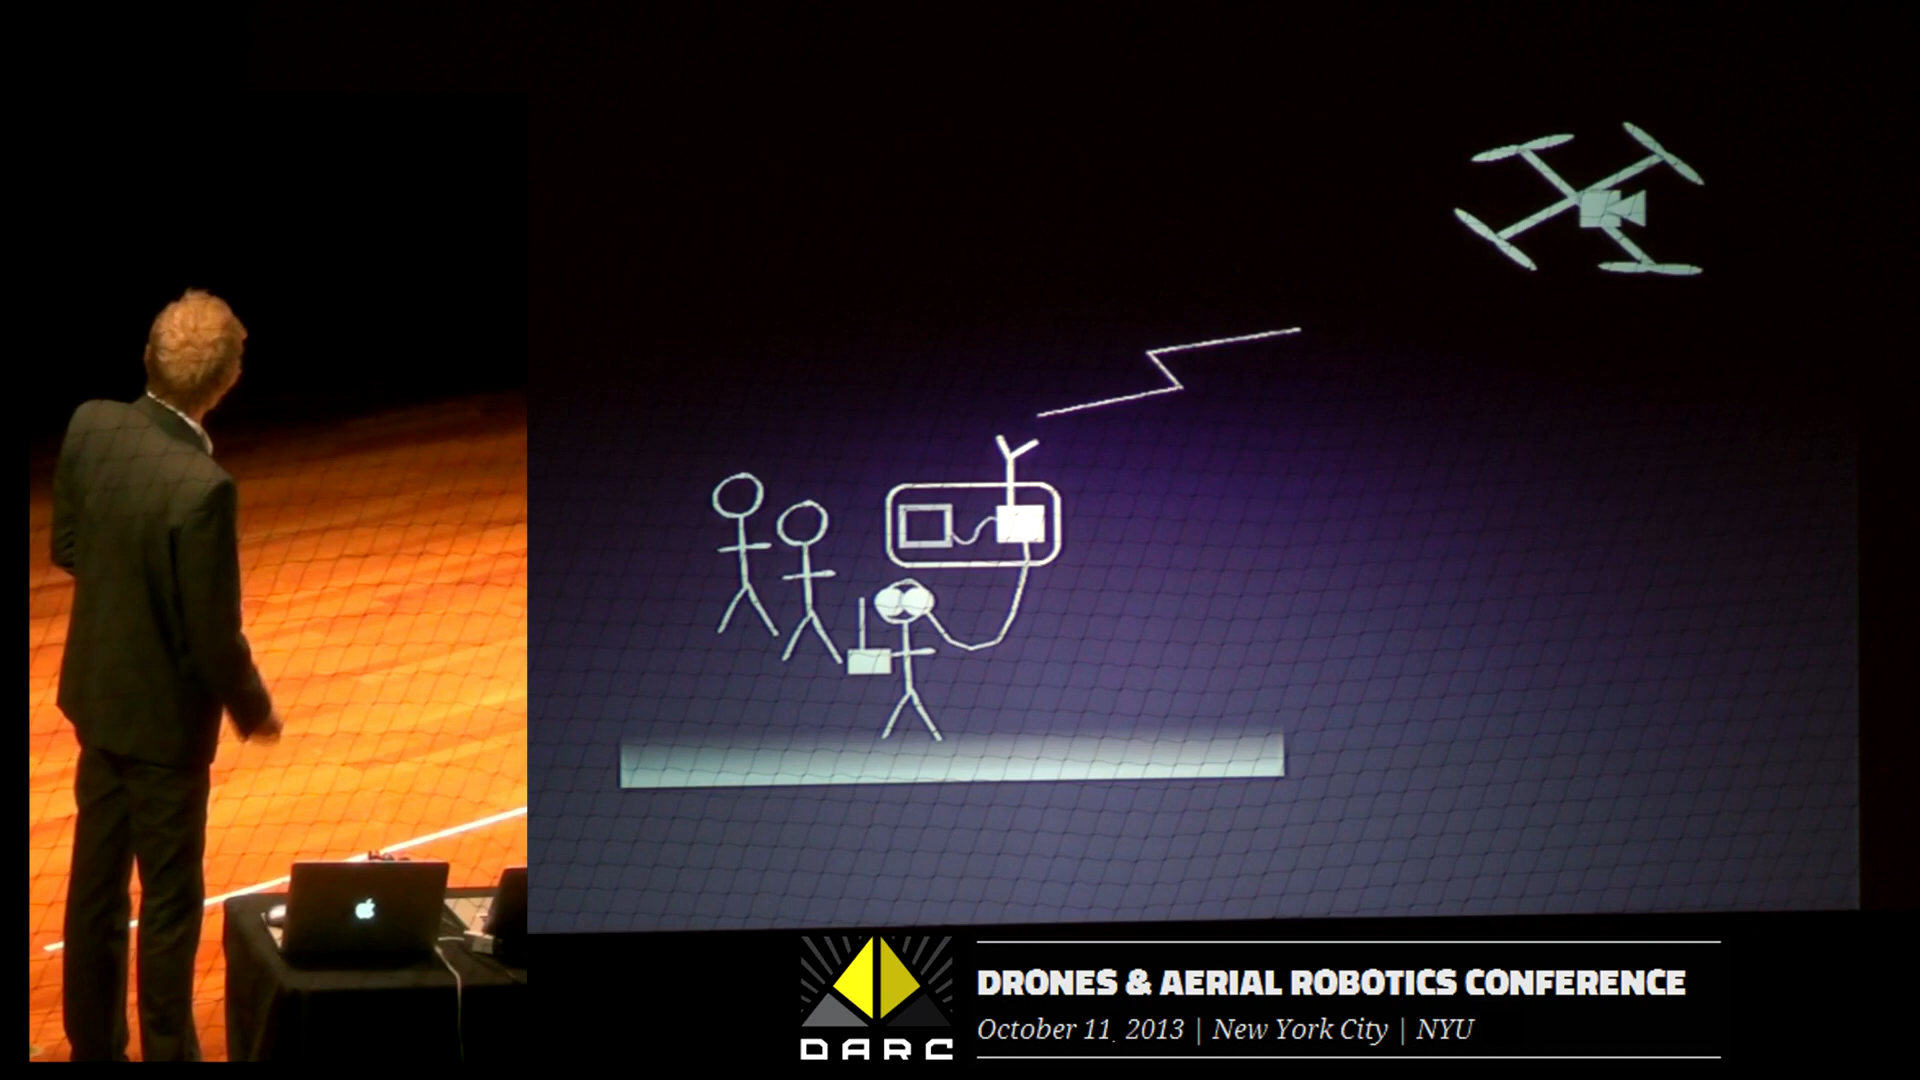 DRONES & AERIAL ROBOTICS CONFERENCE
October 11, 2013 | New York City | NYU
DARC